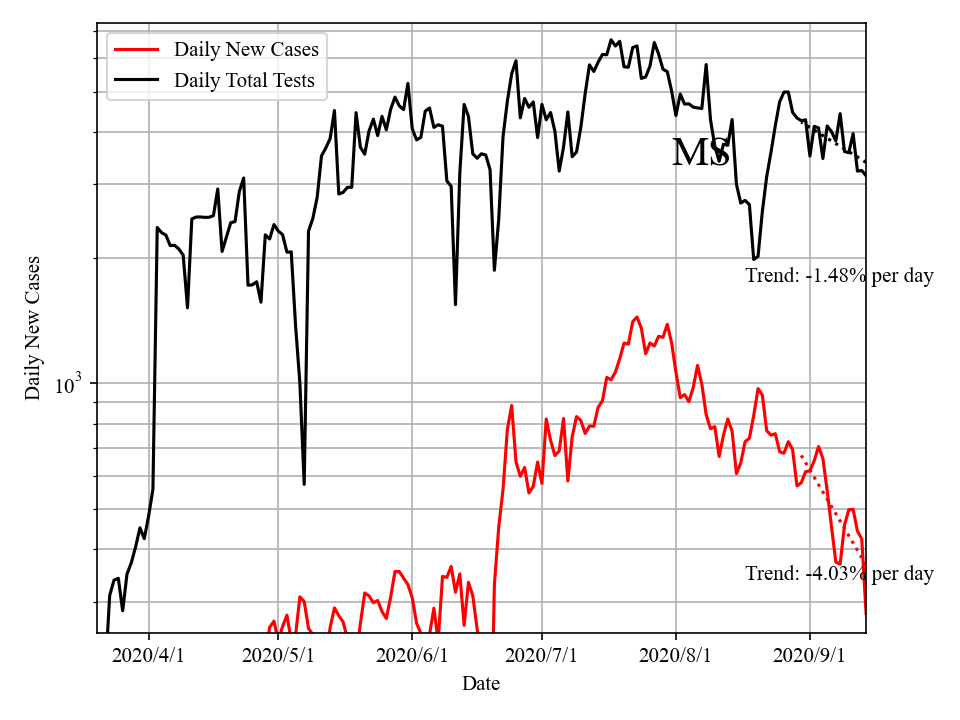 Daily New Cases
Daily Total Tests
MS
Trend: -1.48% per day
Daily New Cases
10^3
Trend: -4.03% per day
2020/4/1 2020/5/1 2020/6/1 2020/7/1 2020/8/1 2020/9/1
Date